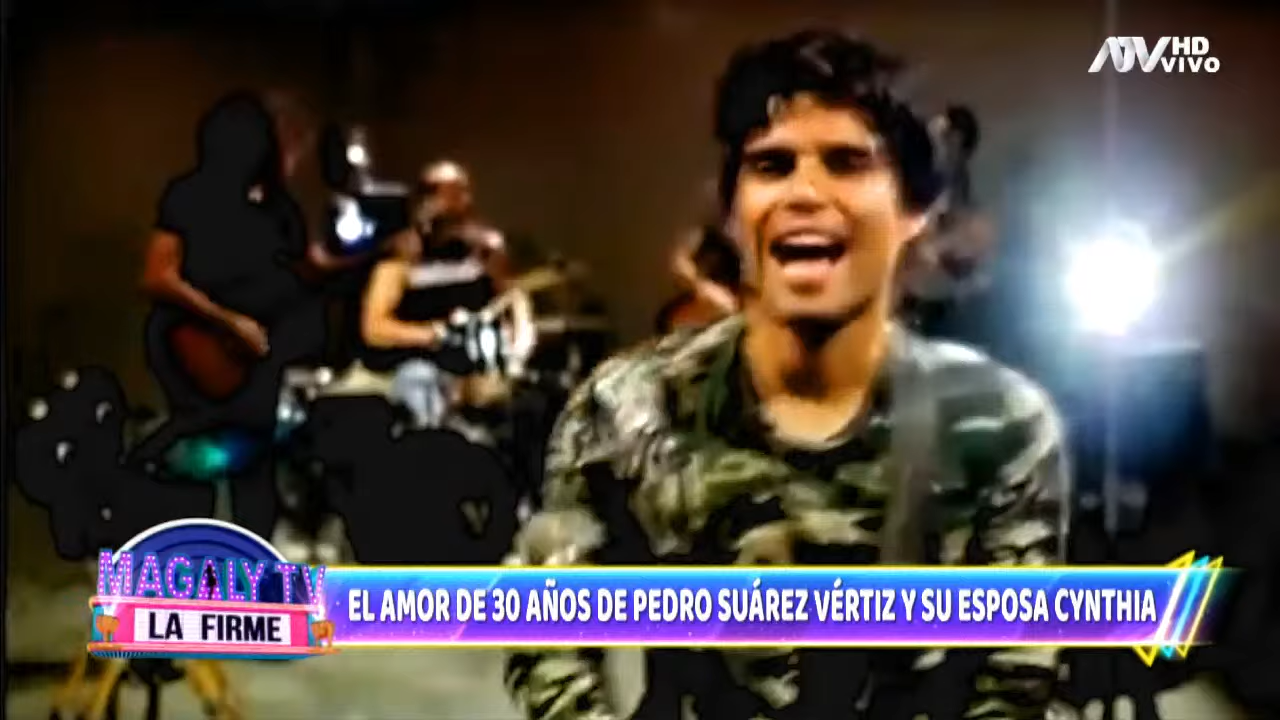 ATV HD
VIVO
MAGALY TV
LA FIRME
EL AMOR DE 30 AÑOS DE PEDRO SUÁREZ VÉRTIZ Y SU ESPOSA CYNTHIA